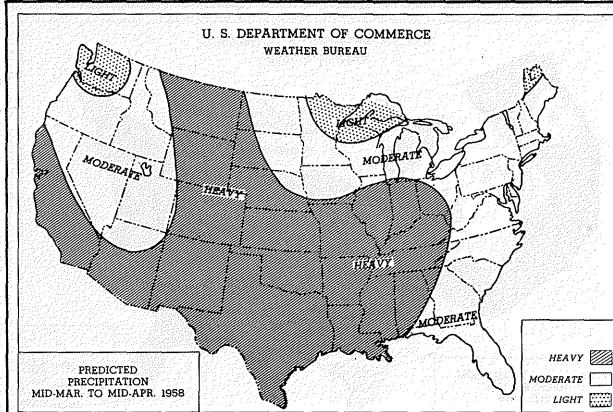 U. S. DEPARTMENT OF COMMERCE
WEATHER BUREAU
LIGHT
LIGHT
L
MODERATE
MODERATE
HEAVY
HEAVY
MODERATE
PREDICTED
PRECIPITATION
MID-MAR. TO MID-APR. 1958
HEAVY
MODERATE
LIGHT